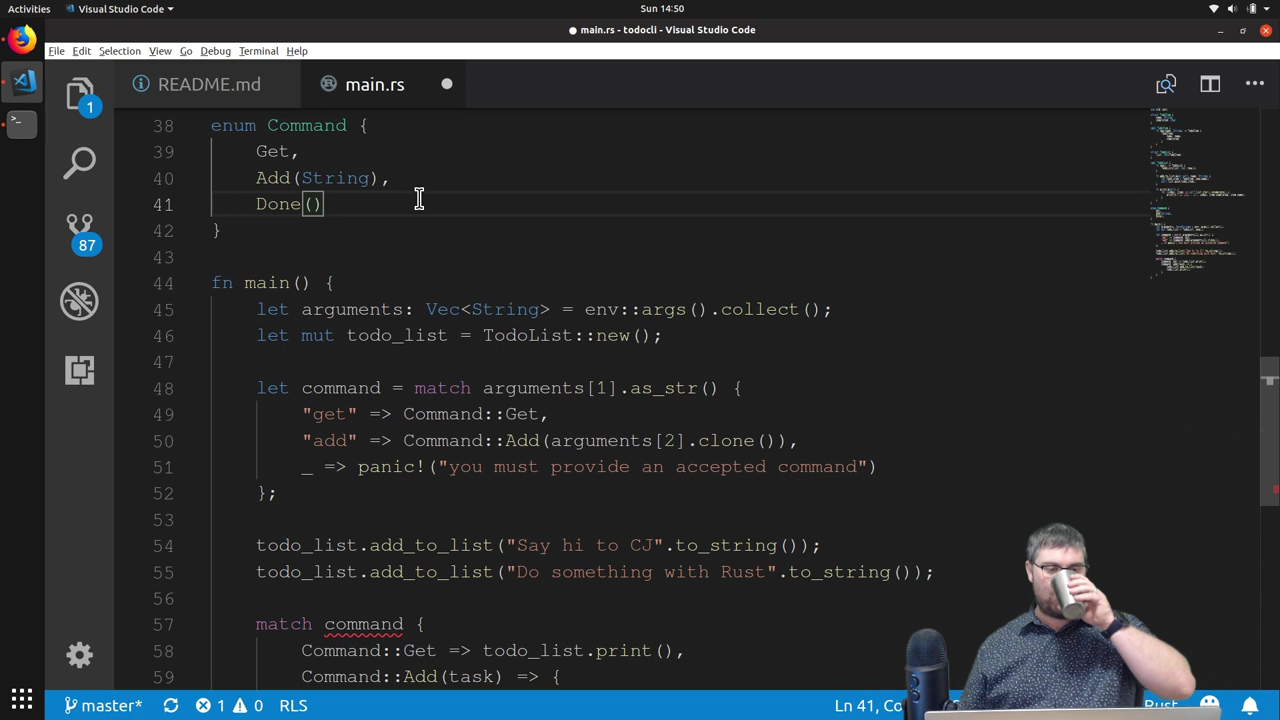 Activities
Visual Studio Code
Sun 14:50
main.rs - todocli - Visual Studio Code
File Edit Selection View Go Debug Terminal Help
README.md
main.rs
1
87
38 enum Command {
39 Get,
40 Add(String),
41 Done()
42 }
43
44 fn main() {
45 let arguments: Vec<String> = env::args().collect();
46 let mut todo_list = TodoList::new();
47
48 let command = match arguments[1].as_str() {
49 "get" => Command::Get,
50 "add" => Command::Add(arguments[2].clone()),
51 _ => panic!("you must provide an accepted command")
52 };
53
54 todo_list.add_to_list("Say hi to CJ".to_string());
55 todo_list.add_to_list("Do something with Rust".to_string());
56
57 match command {
58 Command::Get => todo_list.print(),
59 Command::Add(task) => {
master* 1 0 RLS Ln 41, Rust